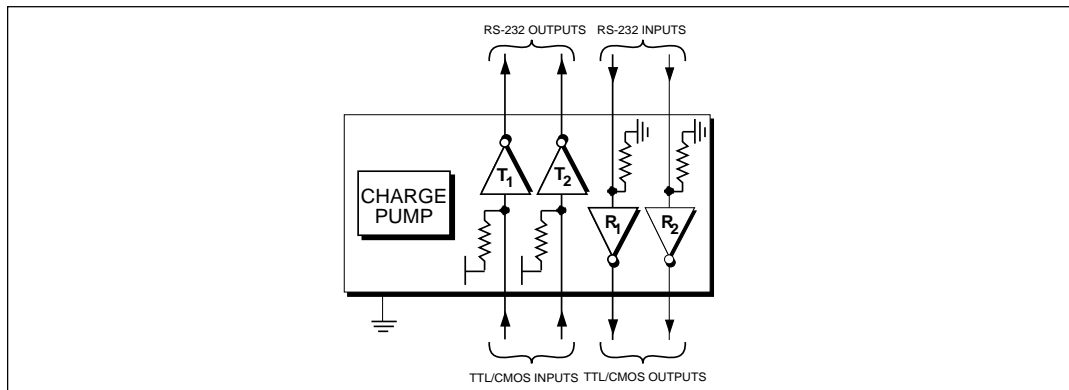 RS-232 OUTPUTS
RS-232 INPUTS
T1
T2
CHARGE
PUMP
R1
R2
TTL/CMOS INPUTS
TTL/CMOS OUTPUTS